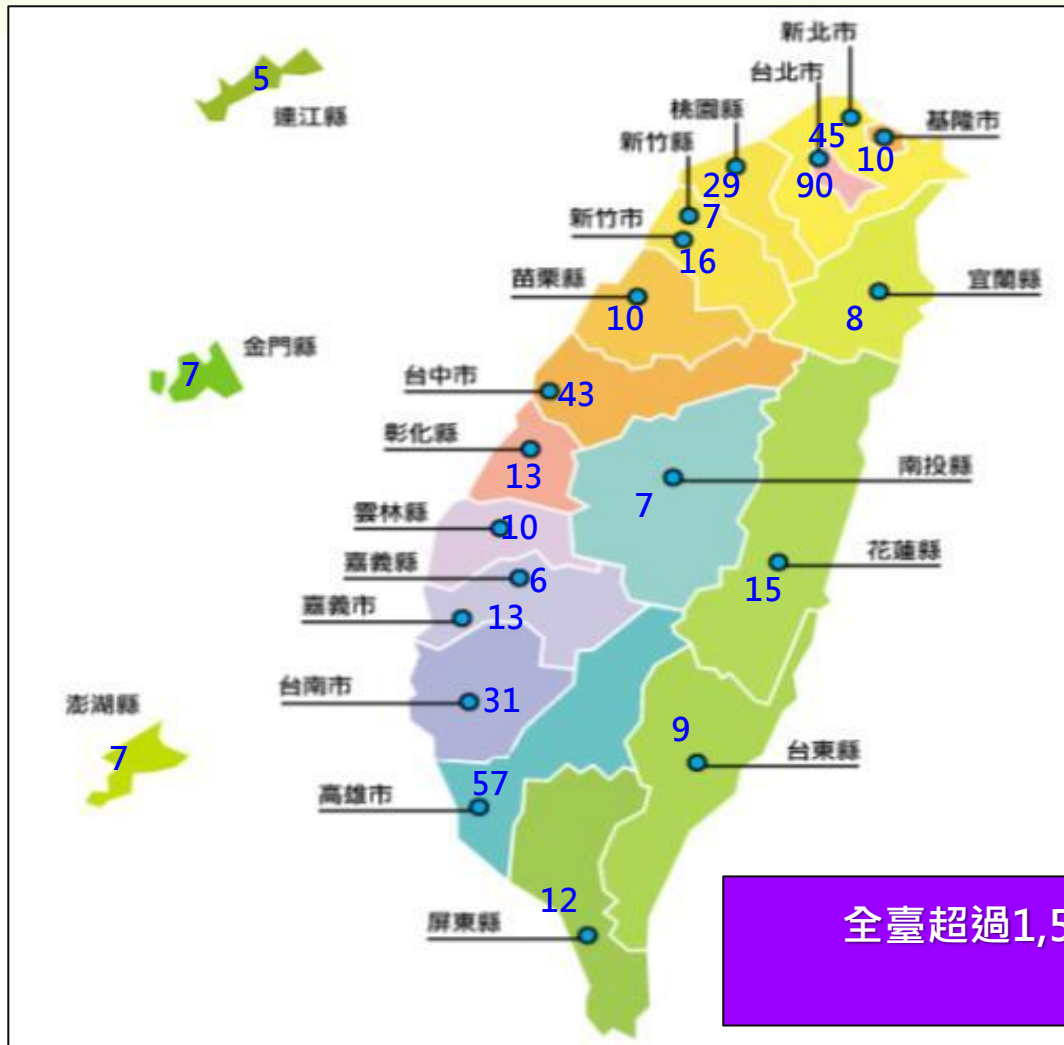 新北市
台北市
桃園縣
新竹縣
新竹市
苗栗縣
台中市
彰化縣
雲林縣
嘉義縣
嘉義市
台南市
高雄市
屏東縣
基隆市
宜蘭縣
南投縣
花蓮縣
台東縣
連江縣
金門縣
澎湖縣
5
45
10
90
29
7
16
10
8
7
43
13
7
10
6
13
15
31
7
9
57
12
全臺超過1,5